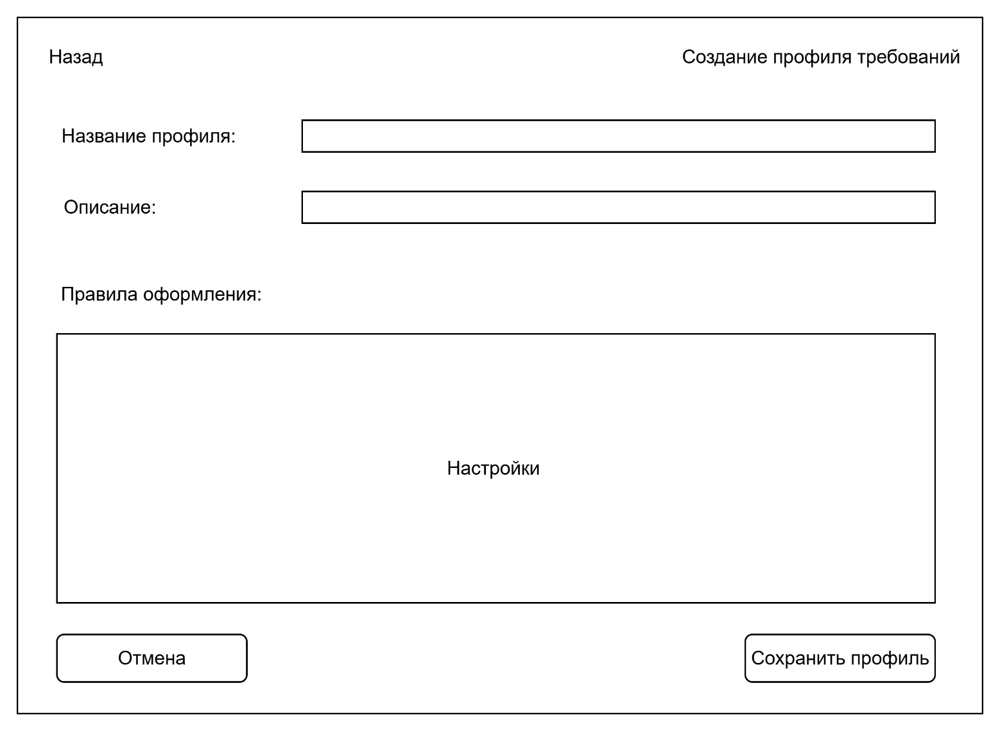 Назад
Создание профиля требований
Название профиля:
Описание:
Правила оформления:
Настройки
Отмена
Сохранить профиль